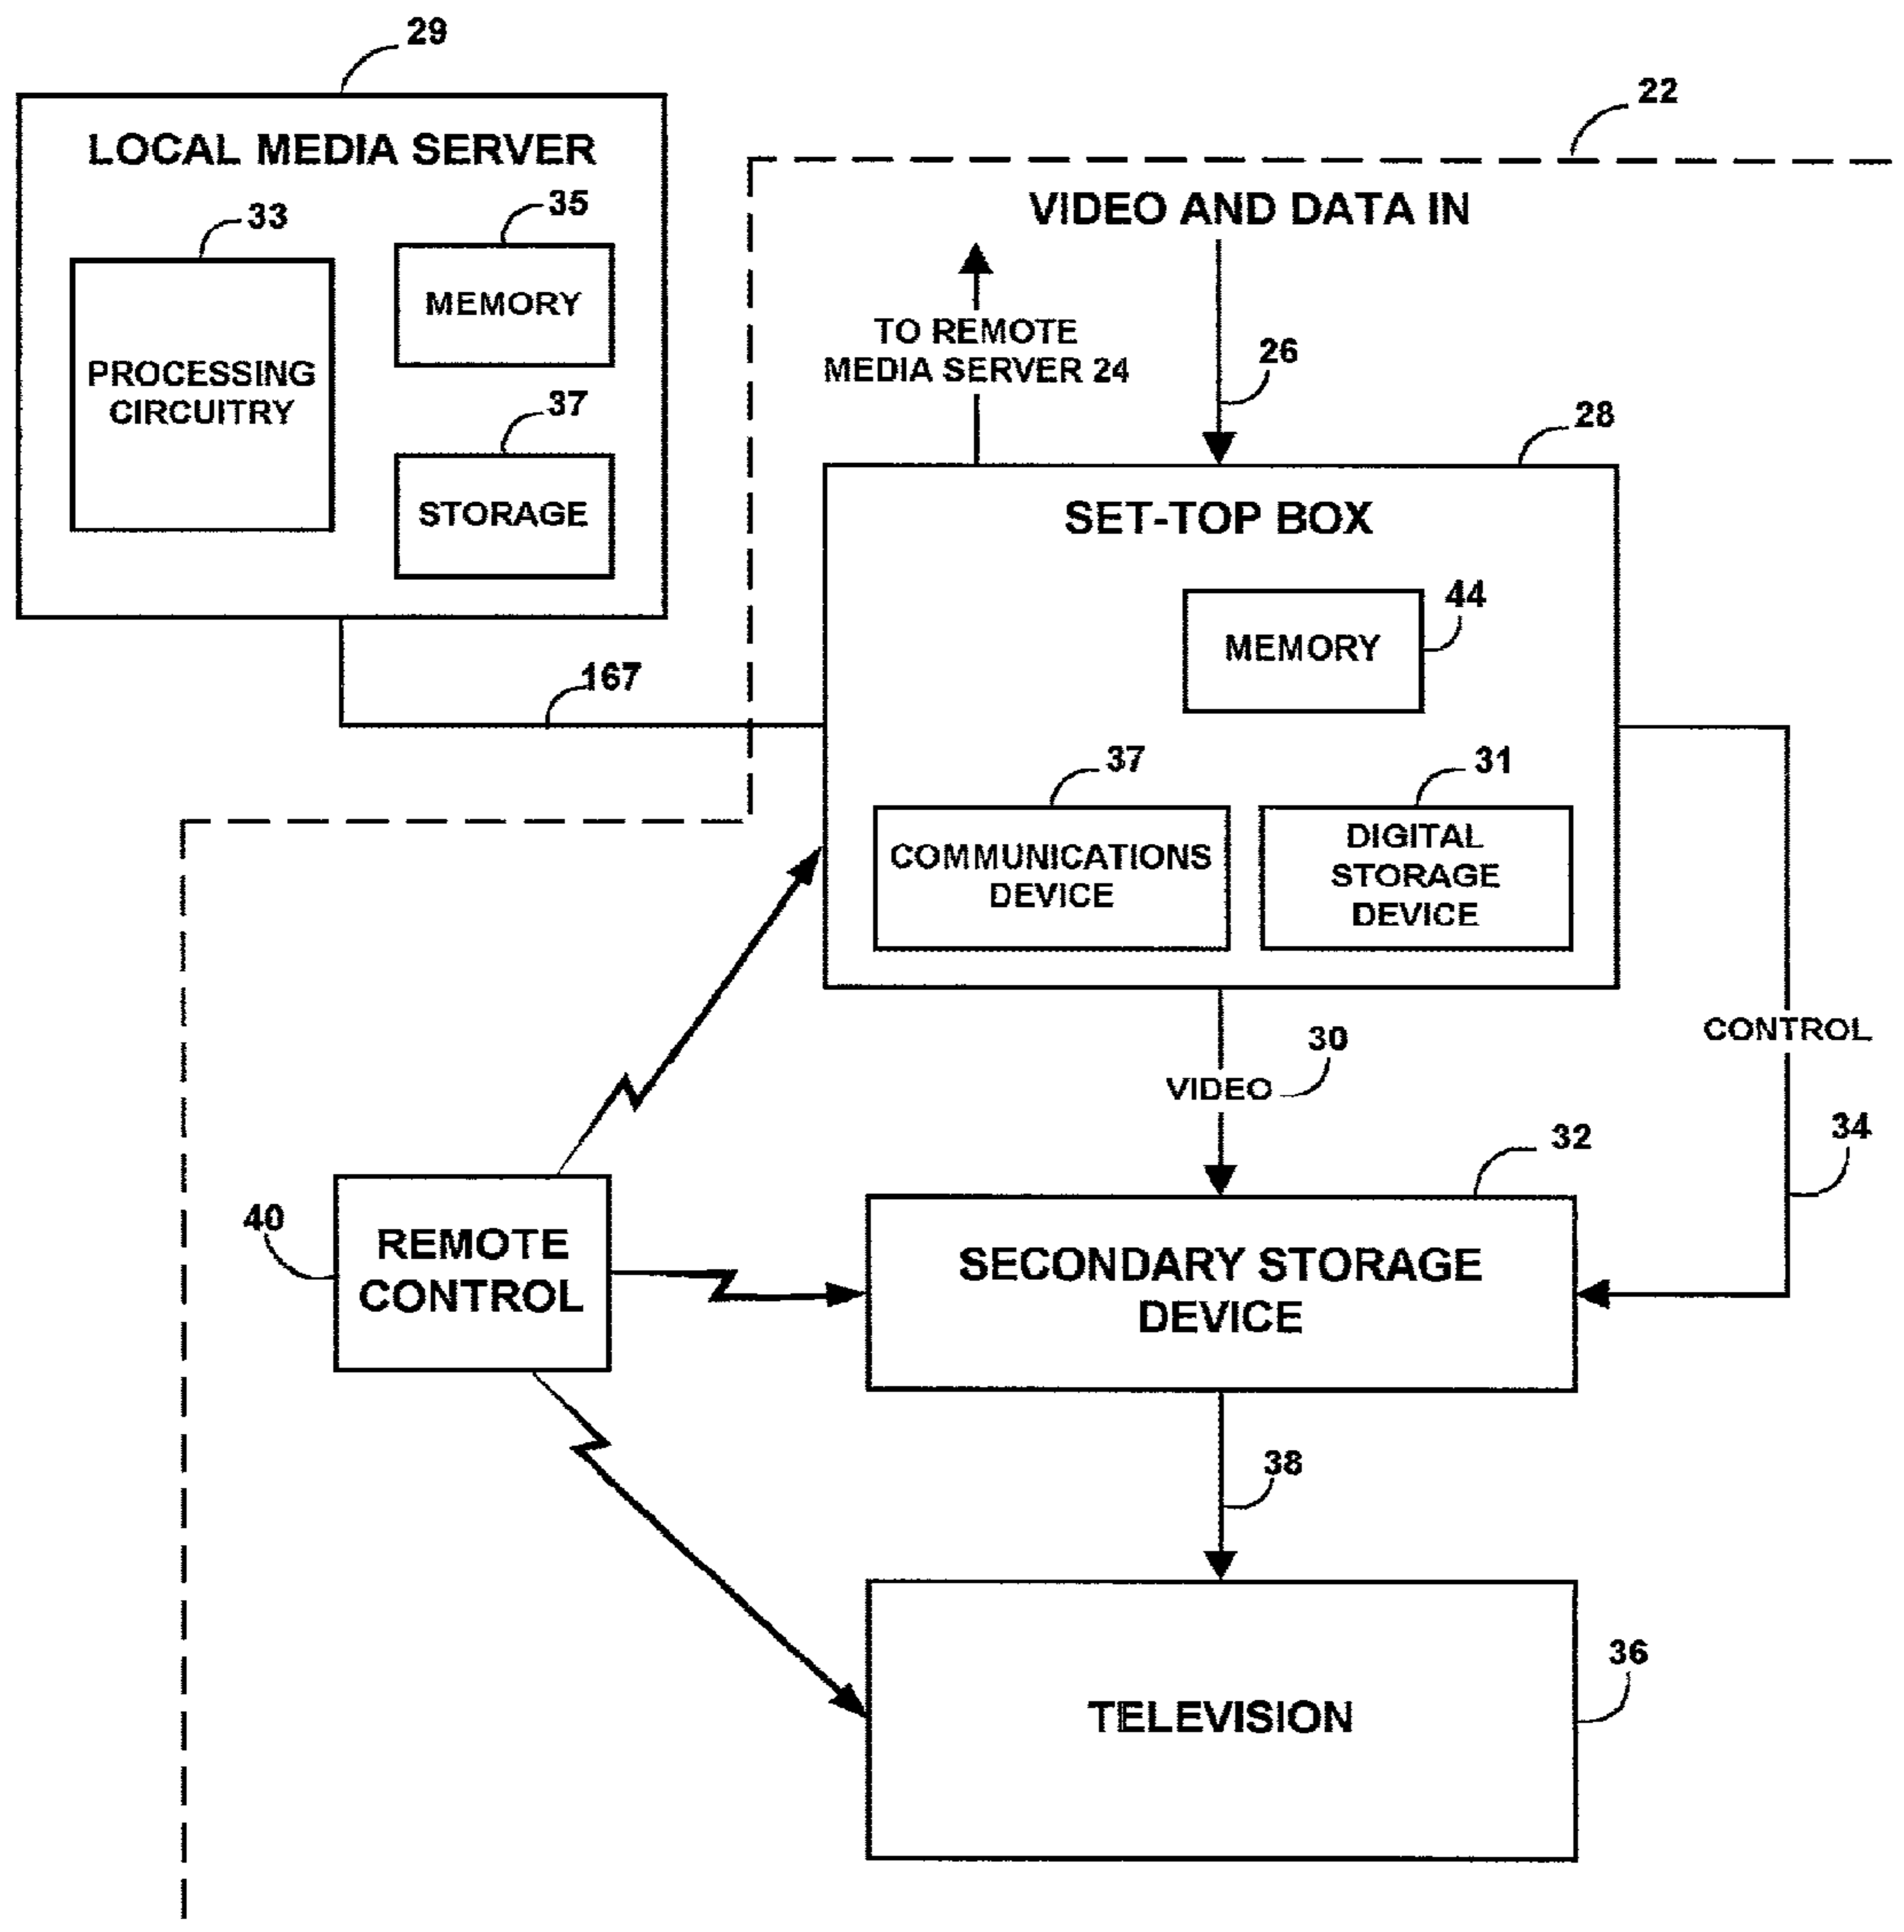 29
22
LOCAL MEDIA SERVER
33
35
PROCESSING
CIRCUITRY
MEMORY
37
STORAGE
VIDEO AND DATA IN
TO REMOTE
MEDIA SERVER 24
26
28
SET-TOP BOX
44
MEMORY
167
37
31
COMMUNICATIONS
DEVICE
DIGITAL
STORAGE
DEVICE
CONTROL
30
VIDEO
34
32
40
REMOTE
CONTROL
SECONDARY STORAGE
DEVICE
38
36
TELEVISION